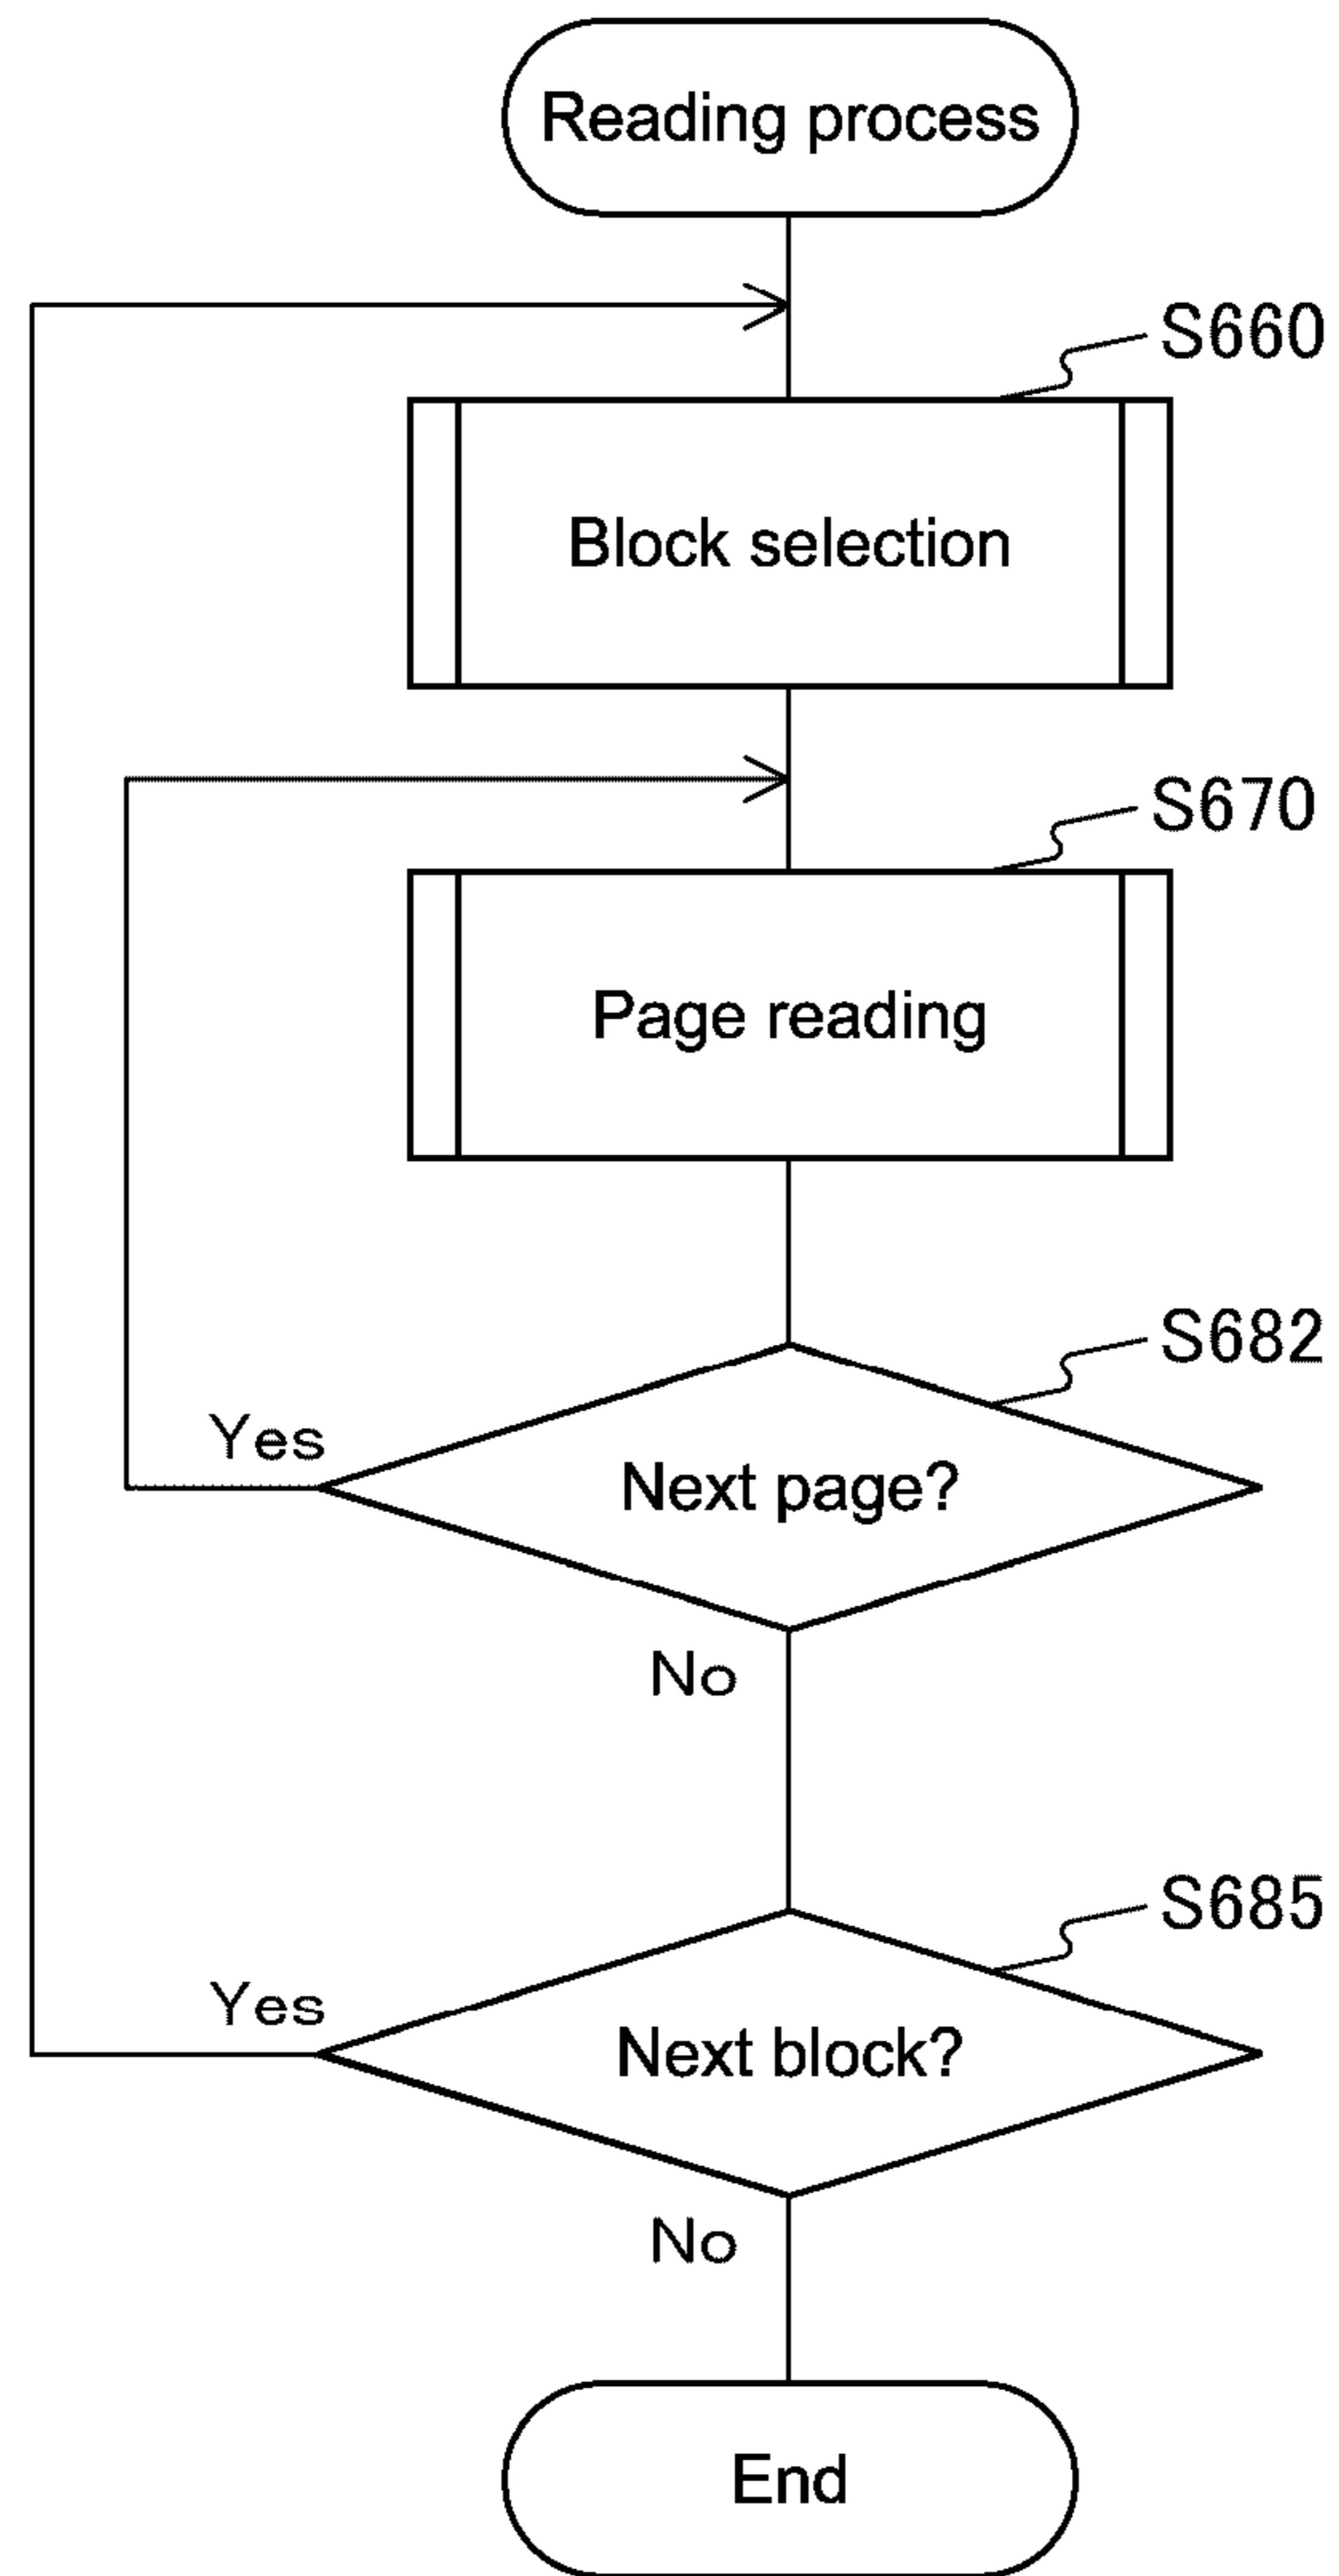 Reading process
S660
Block selection
S670
Page reading
S682
Yes
Next page?
No
S685
Yes
Next block?
No
End